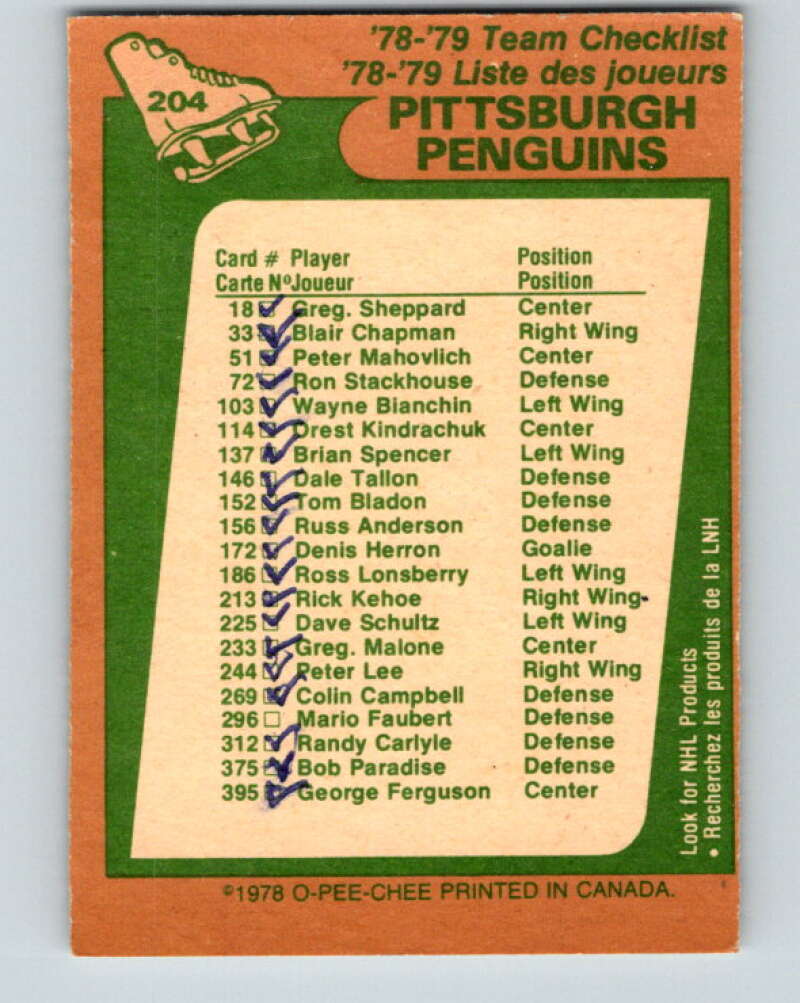 204
'78-'79 Team Checklist
'78-'79 Liste des joueurs
PITTSBURGH
PENGUINS
Card # Player Position
Carte Nº Joueur Position
18 Greg. Sheppard Center
33 Blair Chapman Right Wing
51 Peter Mahovlich Center
72 Ron Stackhouse Defense
103 Wayne Bianchin Left Wing
114 Orest Kindrachuk Center
137 Brian Spencer Left Wing
146 Dale Tallon Defense
152 Tom Bladon Defense
156 Russ Anderson Defense
172 Denis Herron Goalie
186 Ross Lonsberry Left Wing
213 Rick Kehoe Right Wing
225 Dave Schultz Left Wing
233 Greg. Malone Center
244 Peter Lee Right Wing
269 Colin Campbell Defense
296 Mario Faubert Defense
312 Randy Carlyle Defense
375 Bob Paradise Defense
395 George Ferguson Center
Look for NHL Products
• Recherchez les produits de la LNH
©1978 O-PEE-CHEE PRINTED IN CANADA.